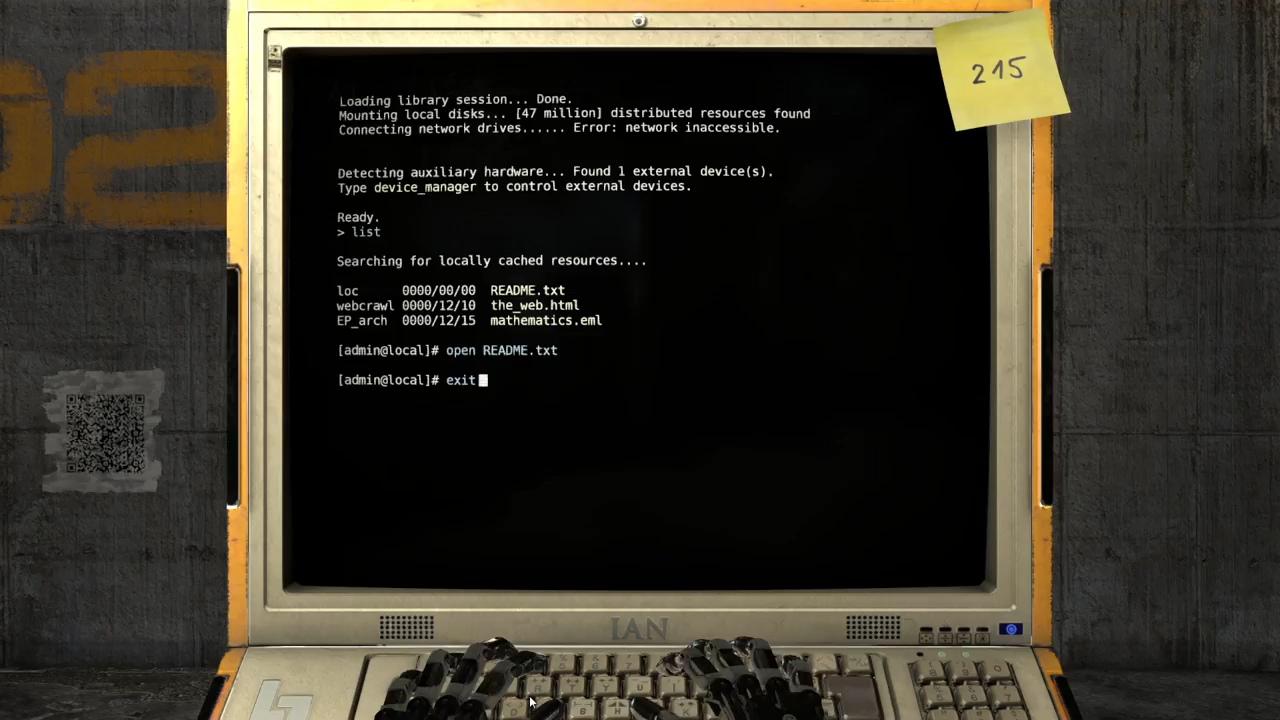 02
215
Loading library session... Done.
Mounting local disks... [47 million] distributed resources found
Connecting network drives...... Error: network inaccessible.
Detecting auxiliary hardware... Found 1 external device(s).
Type device_manager to control external devices.
Ready.
> list
Searching for locally cached resources....
loc 0000/00/00 README.txt
webcrawl 0000/12/10 the_web.html
EP_arch 0000/12/15 mathematics.eml
[admin@local]# open README.txt
[admin@local]# exit
IAN